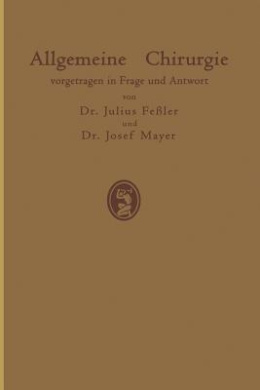 Allgemeine Chirurgie
vorgetragen in Frage und Antwort
von
Dr. Julius Feßler
und
Dr. Josef Mayer